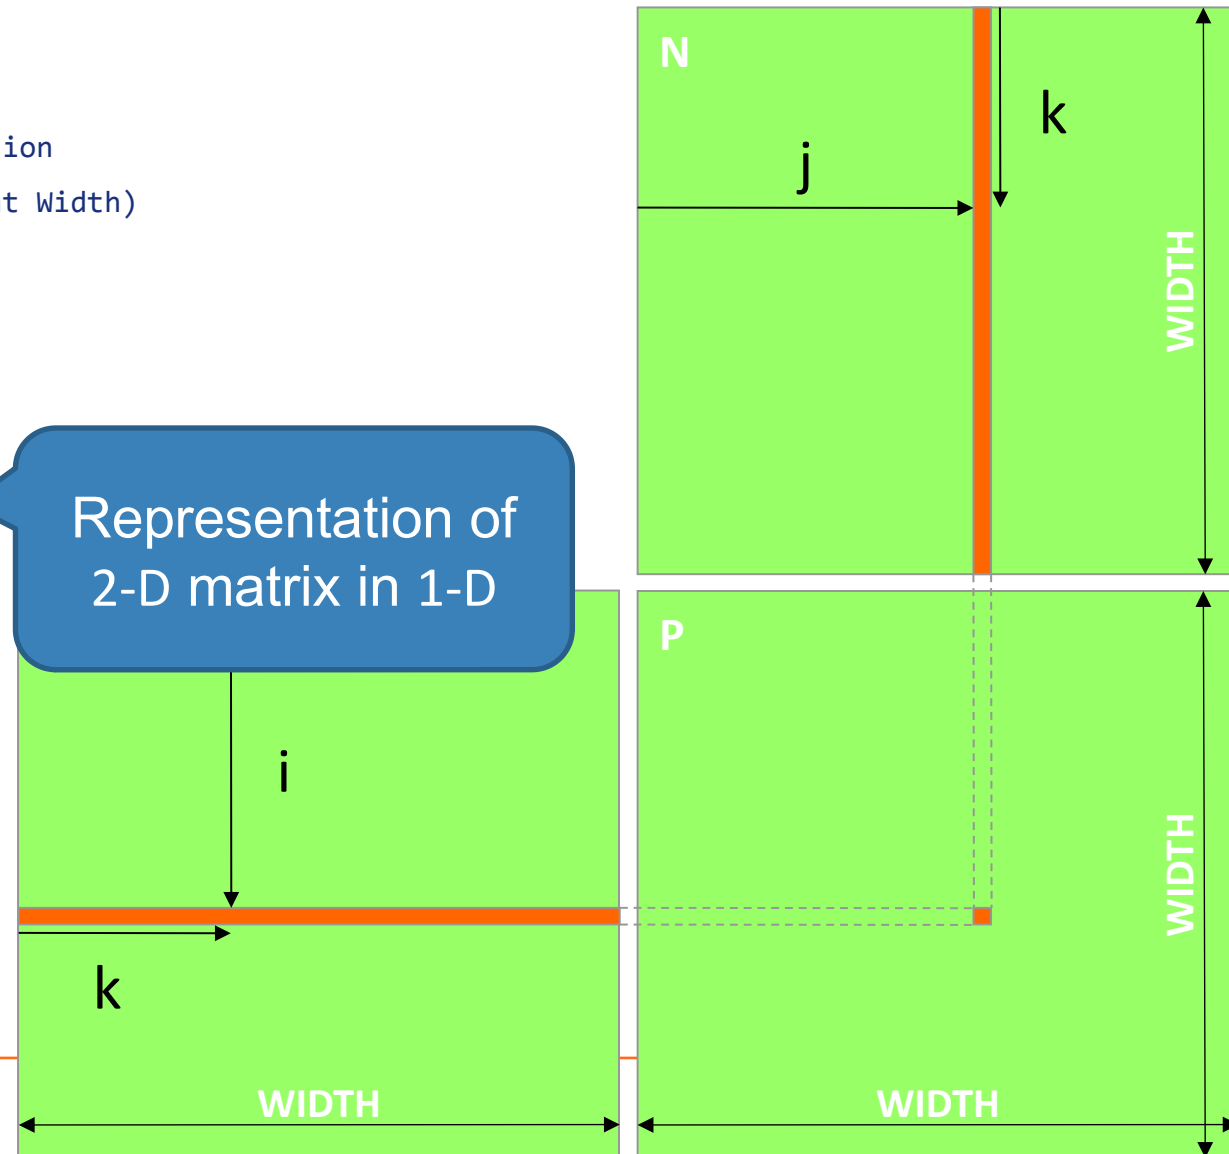 N
k
ion
j
t Width)
WIDTH
Representation of
2-D matrix in 1-D
P
i
WIDTH
k
WIDTH
WIDTH